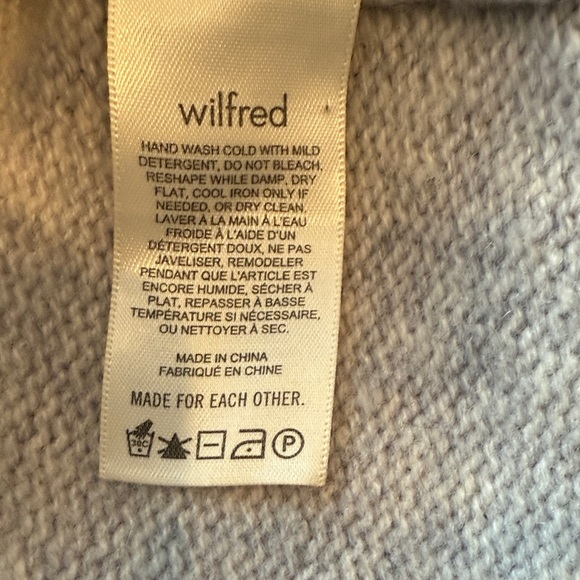 wilfred
HAND WASH COLD WITH MILD
DETERGENT, DO NOT BLEACH,
RESHAPE WHILE DAMP, DRY
FLAT, COOL IRON ONLY IF
NEEDED, OR DRY CLEAN.
LAVER À LA MAIN À L'EAU
FROIDE À L'AIDE D'UN
DÉTERGENT DOUX, NE PAS
JAVELISER, REMODELER
PENDANT QUE L'ARTICLE EST
ENCORE HUMIDE, SÉCHER À
PLAT, REPASSER À BASSE
TEMPÉRATURE SI NÉCESSAIRE,
OU NETTOYER À SEC.
MADE IN CHINA
FABRIQUÉ EN CHINE
MADE FOR EACH OTHER.
30C P